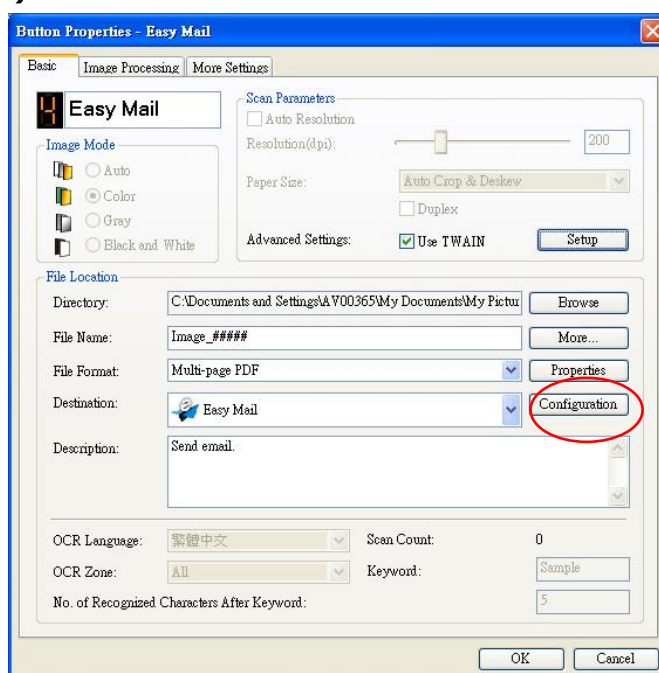 Button Properties - Easy Mail
Basic Image Processing More Settings
4 Easy Mail
Scan Parameters
Auto Resolution
Resolution(dpi): 200
Paper Size: Auto Crop & Deskew
Duplex
Advanced Settings: Use TWAIN Setup
Image Mode
Auto
Color
Gray
Black and White
File Location
Directory: C:\Documents and Settings\AV00365\My Documents\My Pictur Browse
File Name: Image_##### More...
File Format: Multi-page PDF Properties
Destination: Easy Mail Configuration
Description: Send email.
OCR Language: 繁體中文 Scan Count: 0
OCR Zone: All Keyword: Sample
No. of Recognized Characters After Keyword: 5
OK Cancel